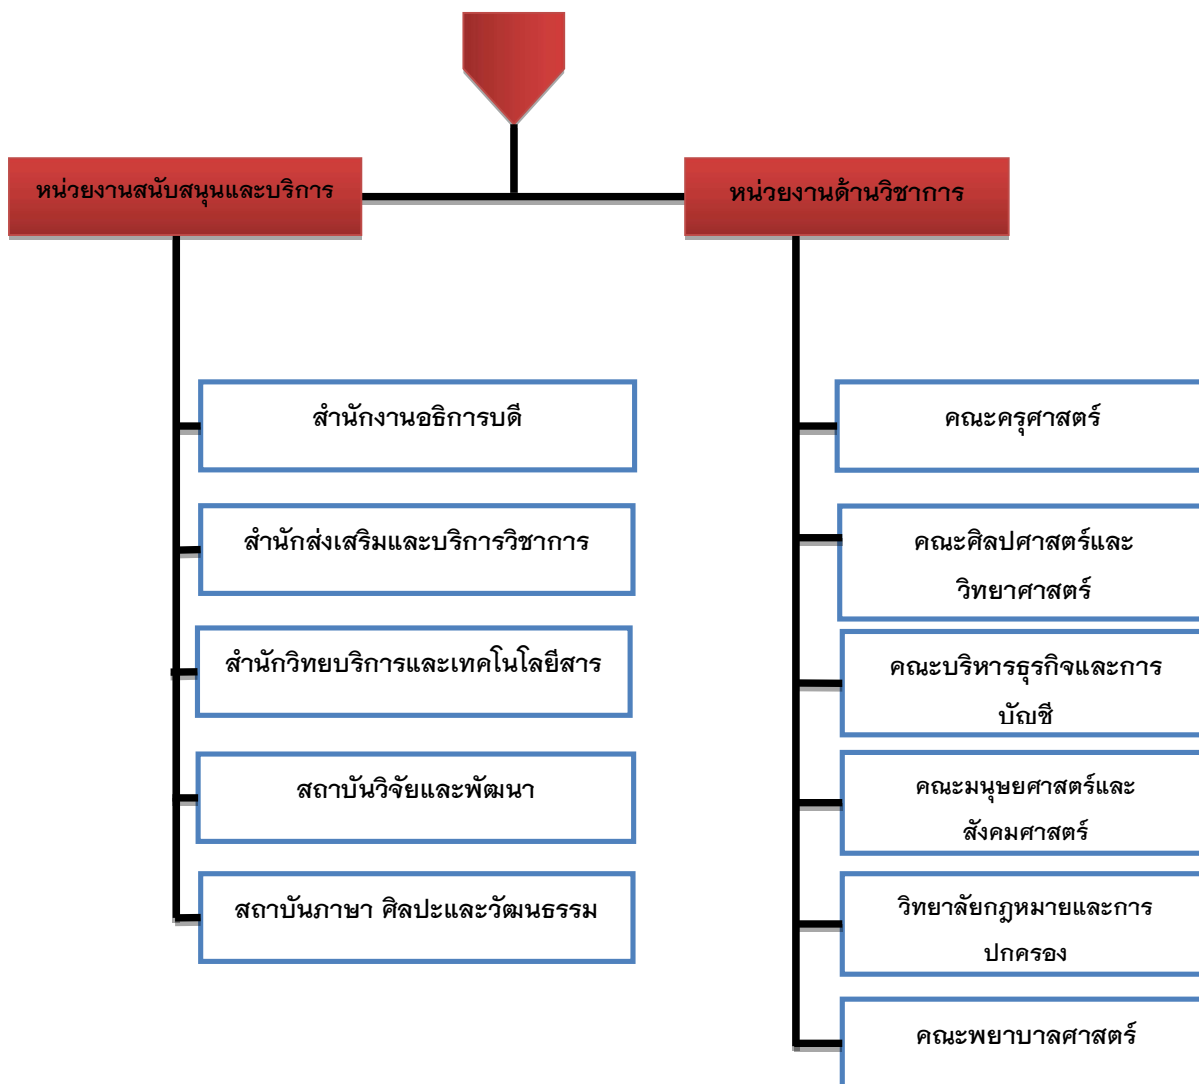 หน่วยงานสนับสนุนและบริการ
หน่วยงานด้านวิชาการ
สำนักงานอธิการบดี
สำนักส่งเสริมและบริการวิชาการ
สำนักวิทยบริการและเทคโนโลยีสาร
สถาบันวิจัยและพัฒนา
สถาบันภาษา ศิลปะและวัฒนธรรม
คณะครุศาสตร์
คณะศิลปศาสตร์และ
วิทยาศาสตร์
คณะบริหารธุรกิจและการ
บัญชี
คณะมนุษยศาสตร์และ
สังคมศาสตร์
วิทยาลัยกฎหมายและการ
ปกครอง
คณะพยาบาลศาสตร์